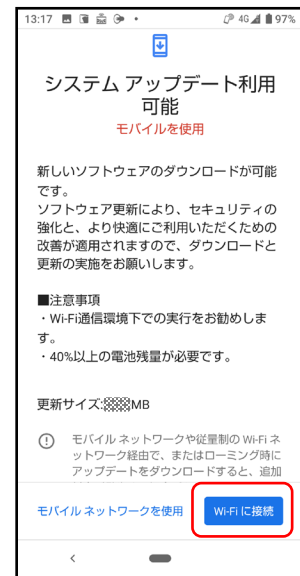 13:17 4G 97%
システム アップデート利用
可能
モバイルを使用
新しいソフトウェアのダウンロードが可能
です。
ソフトウェア更新により、セキュリティの
強化と、より快適にご利用いただくための
改善が適用されますので、ダウンロードと
更新の実施をお願いします。
■注意事項
・Wi-Fi通信環境下での実行をお勧めしま
す。
・40%以上の電池残量が必要です。
更新サイズ:MB
モバイル ネットワークや従量制の Wi-Fi ネ
ットワーク経由で、またはローミング時に
アップデートをダウンロードすると、追加
モバイル ネットワークを使用 Wi-Fi に接続